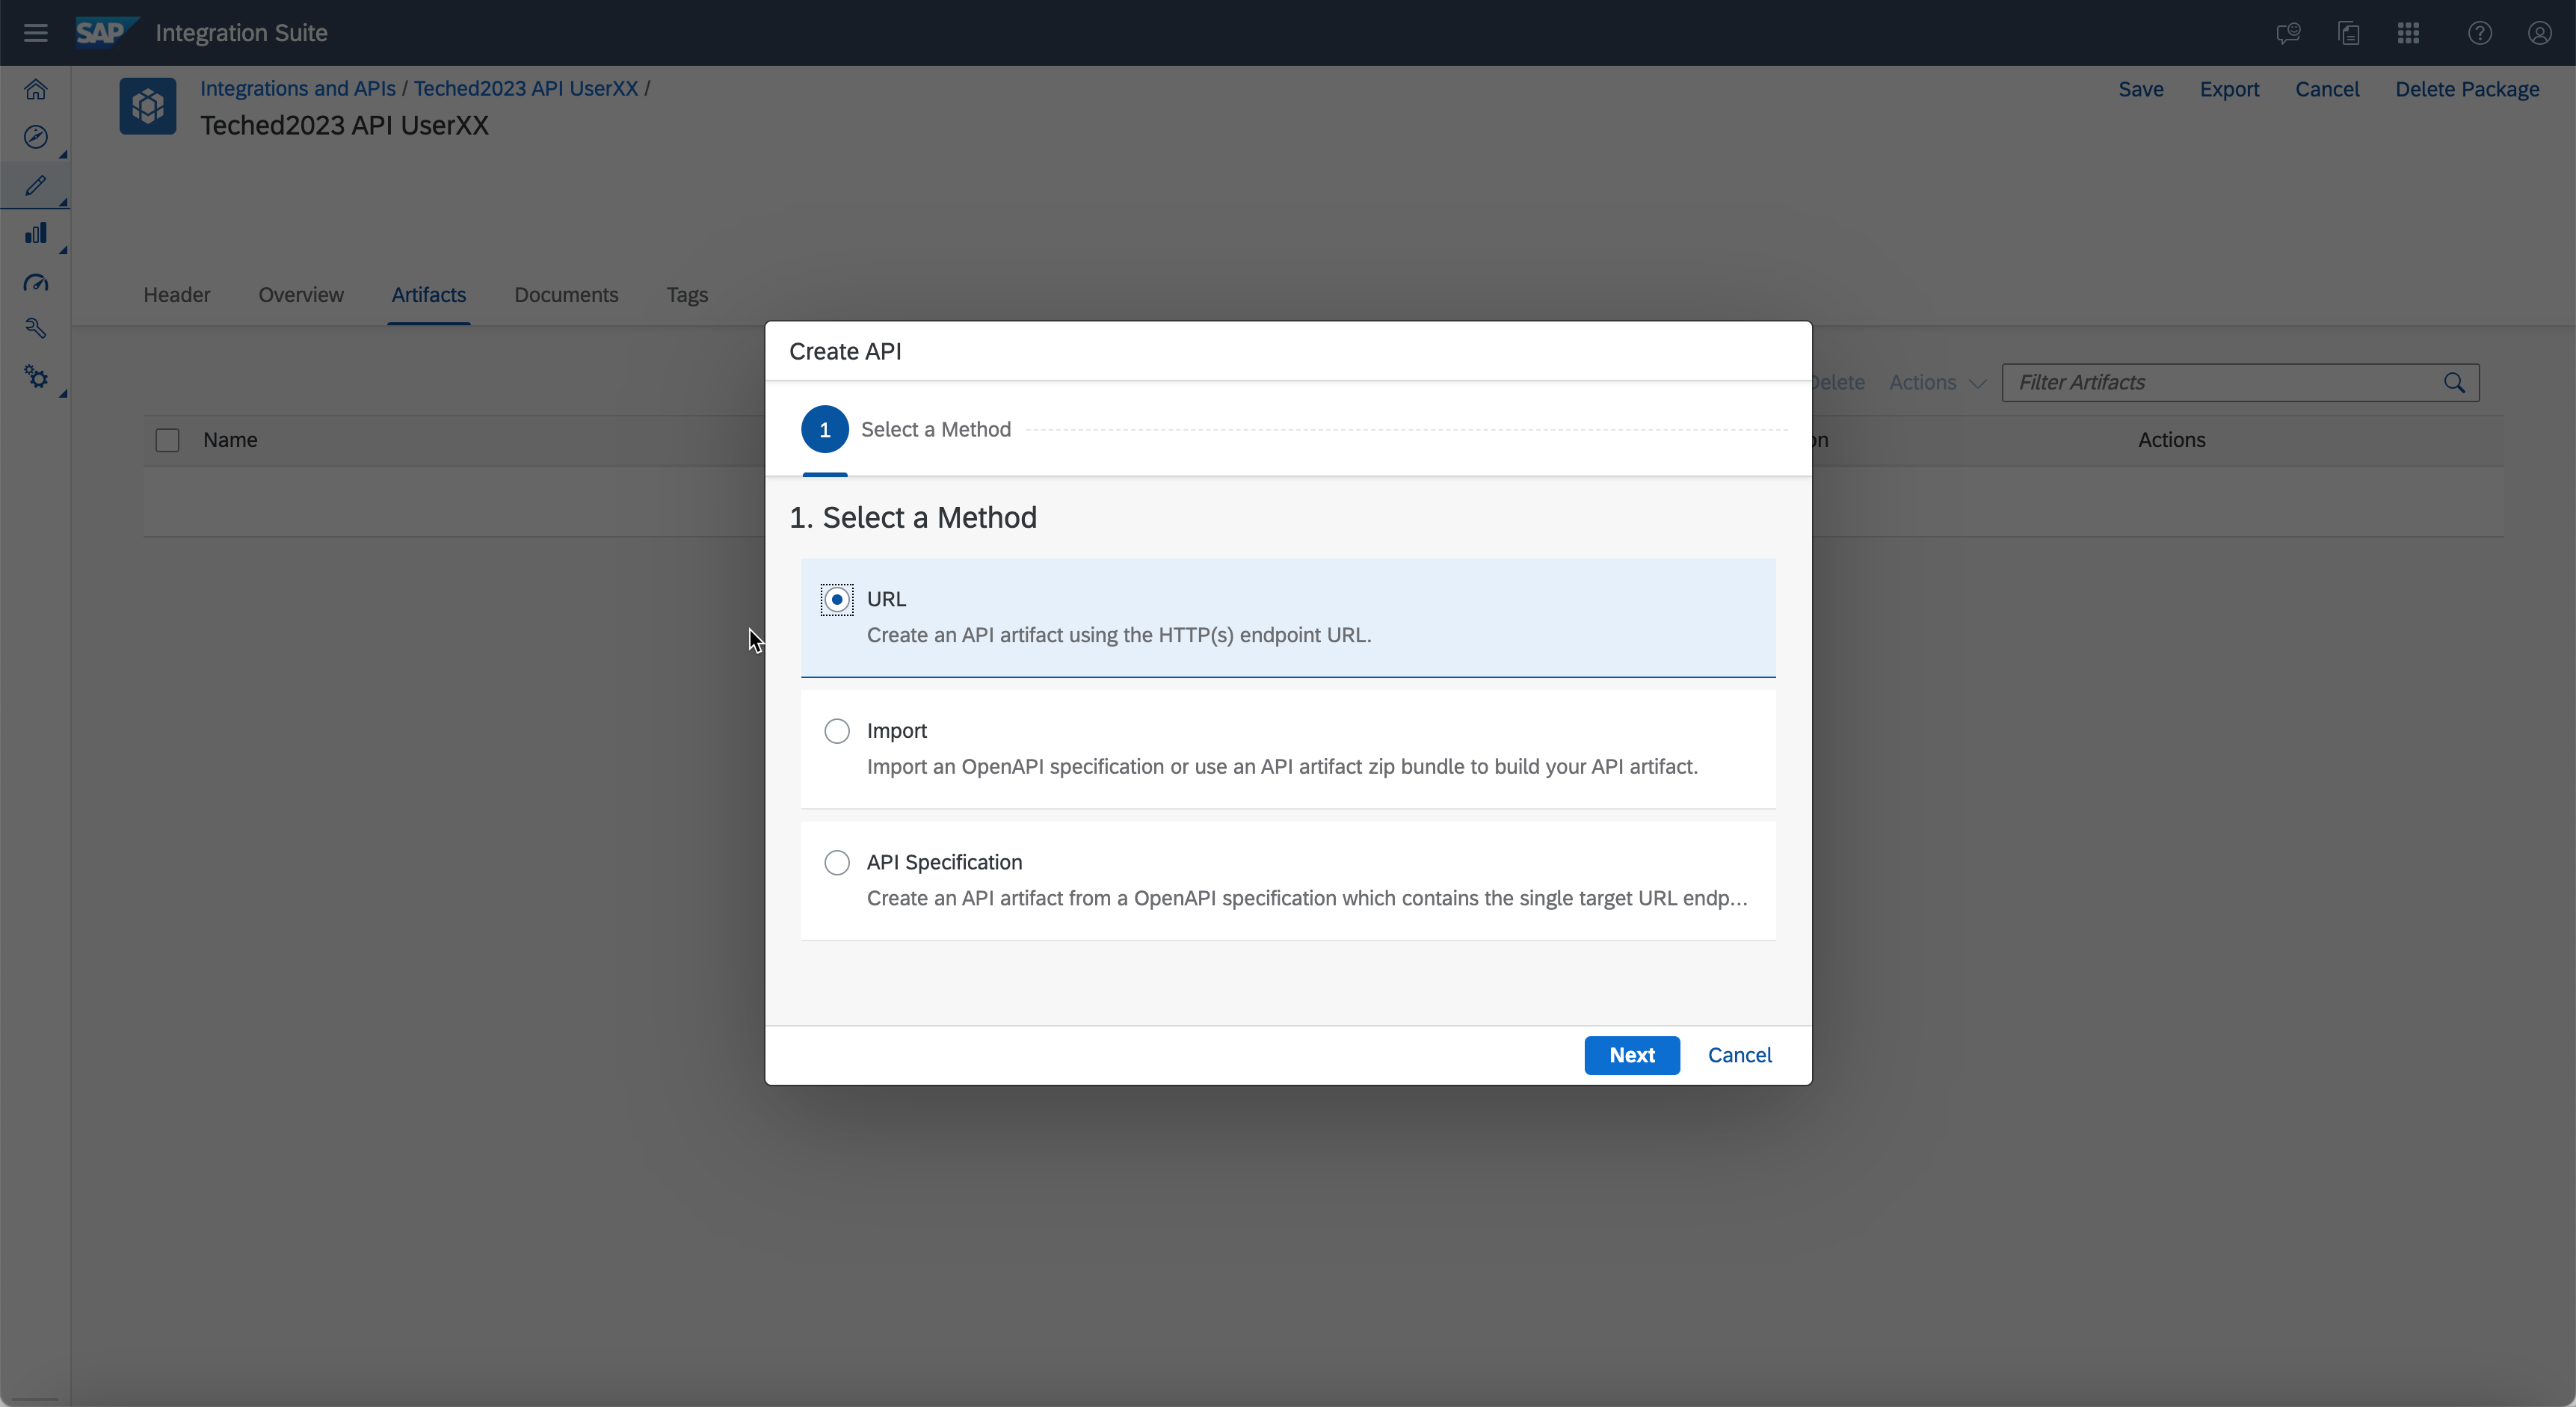 SAP Integration Suite
Integrations and APIs / Teched2023 API UserXX /
Save Export Cancel Delete Package
Teched2023 API UserXX
Header Overview Artifacts Documents Tags
Create API
Delete Actions Filter Artifacts
1 Select a Method
Name on Actions
1. Select a Method
URL
Create an API artifact using the HTTP(s) endpoint URL.
Import
Import an OpenAPI specification or use an API artifact zip bundle to build your API artifact.
API Specification
Create an API artifact from a OpenAPI specification which contains the single target URL endp...
Next Cancel